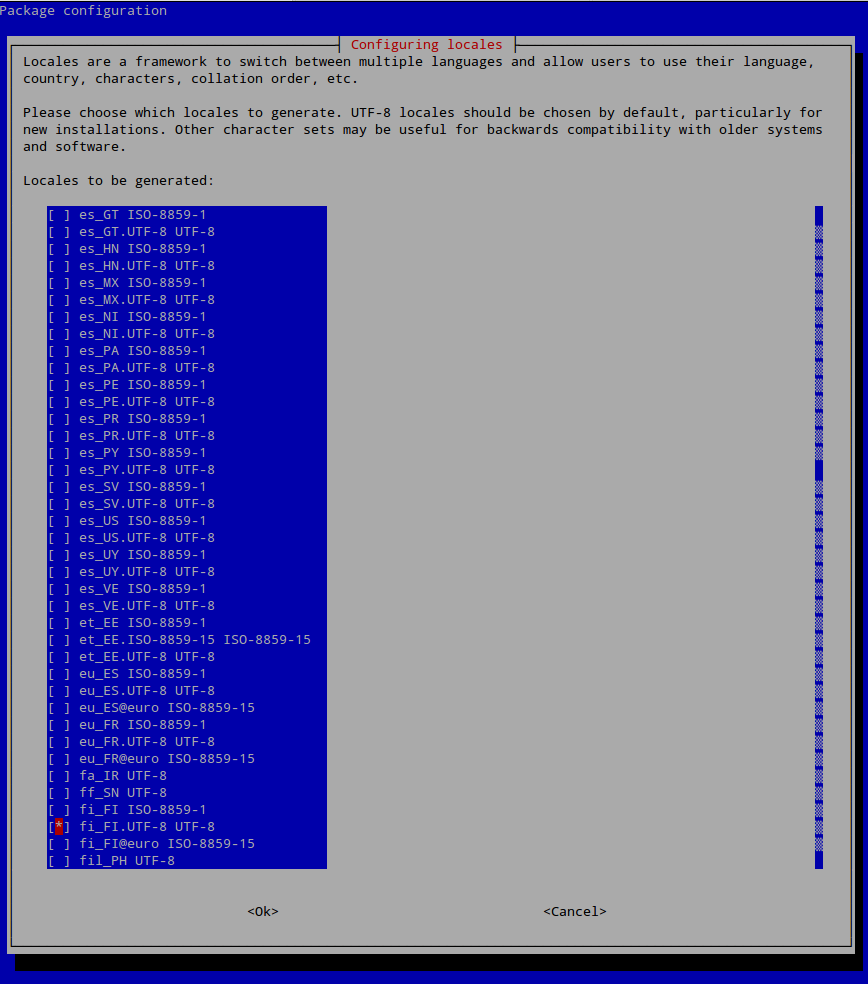 Package configuration
Configuring locales
Locales are a framework to switch between multiple languages and allow users to use their language,
country, characters, collation order, etc.
Please choose which locales to generate. UTF-8 locales should be chosen by default, particularly for
new installations. Other character sets may be useful for backwards compatibility with older systems
and software.
Locales to be generated:
[ ] es_GT ISO-8859-1
[ ] es_GT.UTF-8 UTF-8
[ ] es_HN ISO-8859-1
[ ] es_HN.UTF-8 UTF-8
[ ] es_MX ISO-8859-1
[ ] es_MX.UTF-8 UTF-8
[ ] es_NI ISO-8859-1
[ ] es_NI.UTF-8 UTF-8
[ ] es_PA ISO-8859-1
[ ] es_PA.UTF-8 UTF-8
[ ] es_PE ISO-8859-1
[ ] es_PE.UTF-8 UTF-8
[ ] es_PR ISO-8859-1
[ ] es_PR.UTF-8 UTF-8
[ ] es_PY ISO-8859-1
[ ] es_PY.UTF-8 UTF-8
[ ] es_SV ISO-8859-1
[ ] es_SV.UTF-8 UTF-8
[ ] es_US ISO-8859-1
[ ] es_US.UTF-8 UTF-8
[ ] es_UY ISO-8859-1
[ ] es_UY.UTF-8 UTF-8
[ ] es_VE ISO-8859-1
[ ] es_VE.UTF-8 UTF-8
[ ] et_EE ISO-8859-1
[ ] et_EE.ISO-8859-15 ISO-8859-15
[ ] et_EE.UTF-8 UTF-8
[ ] eu_ES ISO-8859-1
[ ] eu_ES.UTF-8 UTF-8
[ ] eu_ES@euro ISO-8859-15
[ ] eu_FR ISO-8859-1
[ ] eu_FR.UTF-8 UTF-8
[ ] eu_FR@euro ISO-8859-15
[ ] fa_IR UTF-8
[ ] ff_SN UTF-8
[ ] fi_FI ISO-8859-1
[*] fi_FI.UTF-8 UTF-8
[ ] fi_FI@euro ISO-8859-15
[ ] fil_PH UTF-8
<Ok> <Cancel>